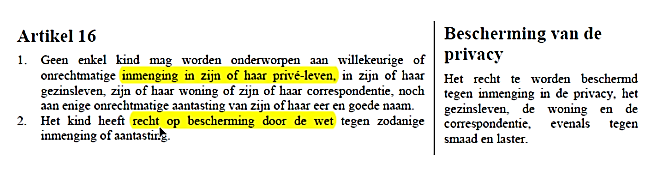 Artikel 16
1. Geen enkel kind mag worden onderworpen aan willekeurige of
onrechtmatige inmenging in zijn of haar privé-leven, in zijn of haar
gezinsleven, zijn of haar woning of zijn of haar correspondentie, noch
aan enige onrechtmatige aantasting van zijn of haar eer en goede naam.
2. Het kind heeft recht op bescherming door de wet tegen zodanige
inmenging of aantasting.
Bescherming van de
privacy
Het recht te worden beschermd
tegen inmenging in de privacy, het
gezinsleven, de woning en de
correspondentie, evenals tegen
smaad en laster.